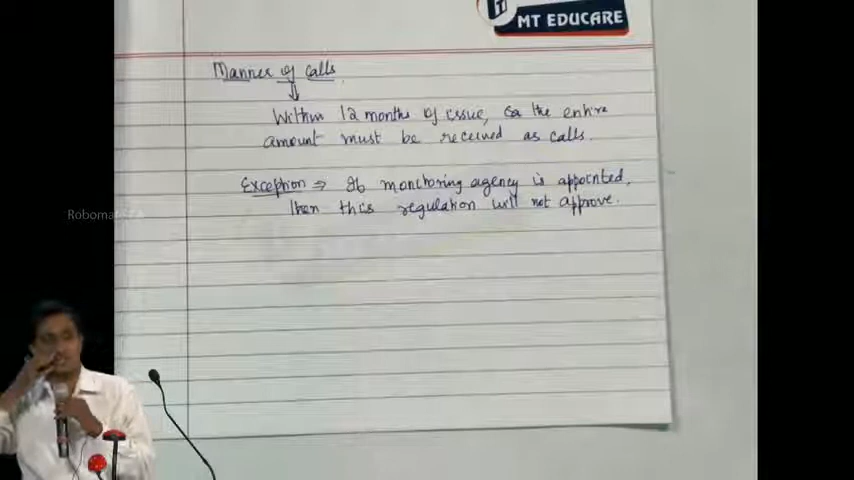 MT EDUCARE
Manner of calls
Within 12 months of issue, the entire
amount must be received as calls.
Exception ⇒ If monitoring agency is appointed,
then this regulation will not approve.